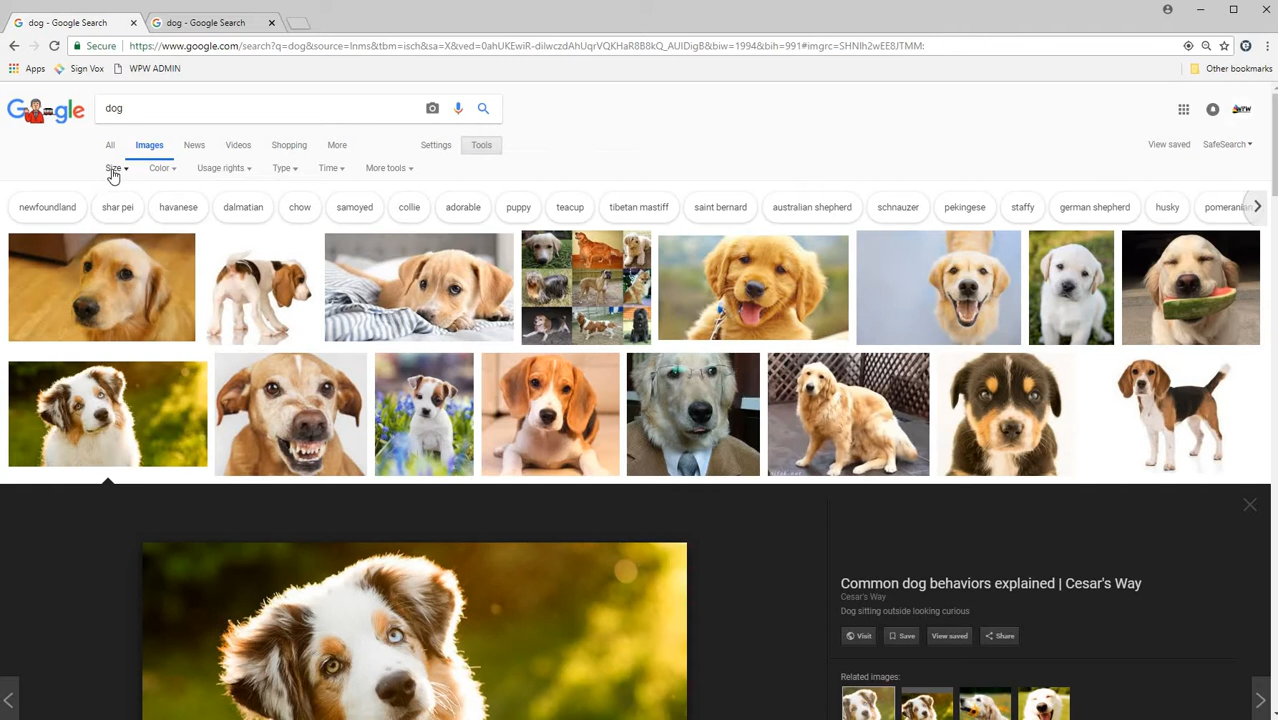 dog - Google Search
dog - Google Search
Secure https://www.google.com/search?q=dog&source=lnms&tbm=isch&sa=X&ved=0ahUKEwiR-dilwczdAhUqrVQKHaR8B8kQ_AUIDigB&biw=1994&bih=991#imgrc=SHNIh2wEE8JTMM:
Apps Sign Vox WPW ADMIN Other bookmarks
Google dog
WPW
All Images News Videos Shopping More Settings Tools View saved SafeSearch
Size Color Usage rights Type Time More tools
newfoundland shar pei havanese dalmatian chow samoyed collie adorable puppy teacup tibetan mastiff saint bernard australian shepherd schnauzer pekingese staffy german shepherd husky pomeranian
Common dog behaviors explained | Cesar's Way
Cesar's Way
Dog sitting outside looking curious
Visit Save View saved Share
Related images: